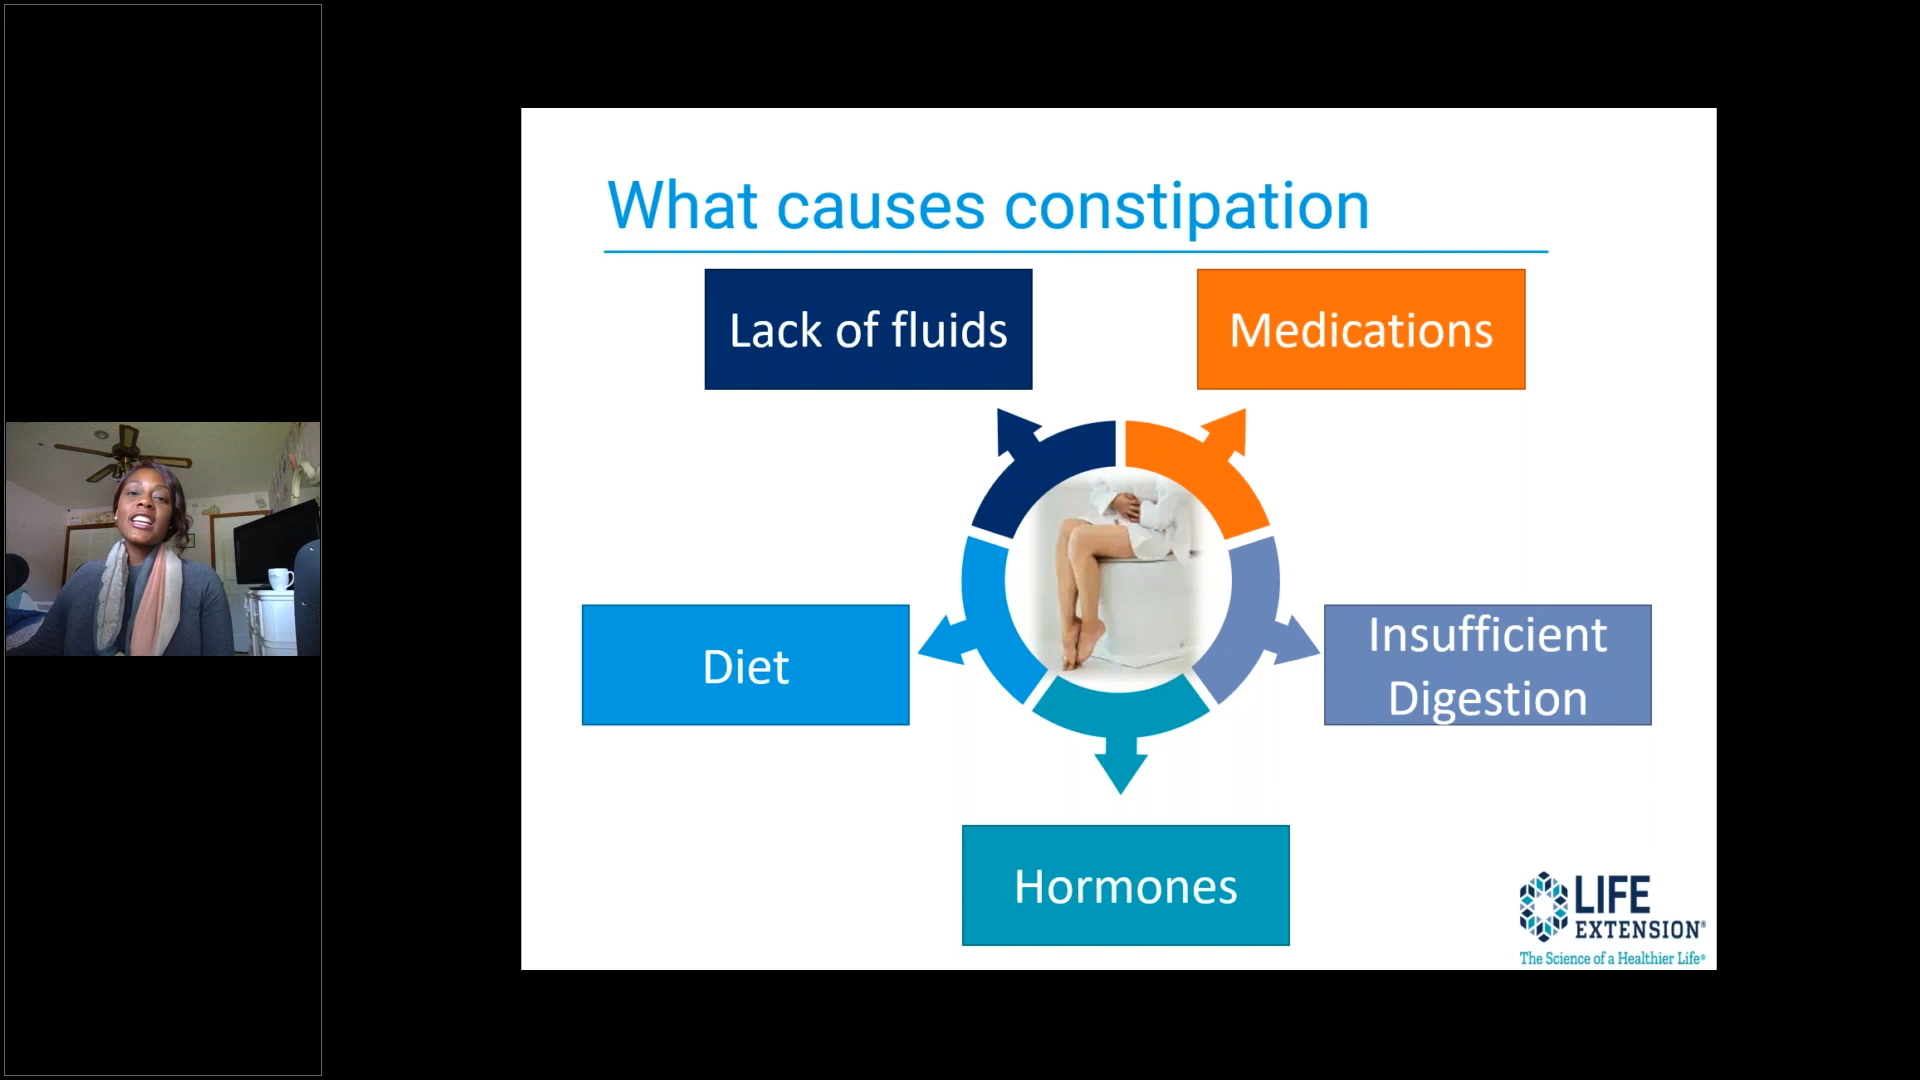 What causes constipation
Lack of fluids
Medications
Diet
Insufficient
Digestion
Hormones
LIFE
EXTENSION®
The Science of a Healthier Life®